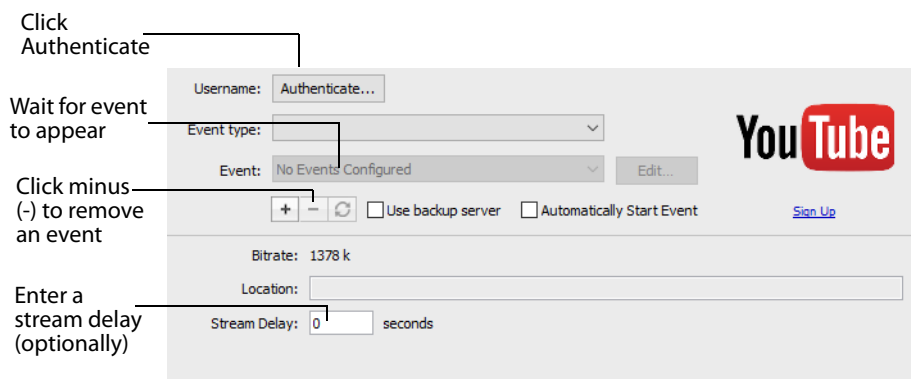 Click
Authenticate
Username: Authenticate...
Wait for event
to appear
Event type:
YouTube
Event: No Events Configured Edit...
Click minus
(-) to remove
an event
+ - Use backup server Automatically Start Event Sign Up
Bitrate: 1378 k
Location:
Enter a
stream delay
(optionally)
Stream Delay: 0 seconds